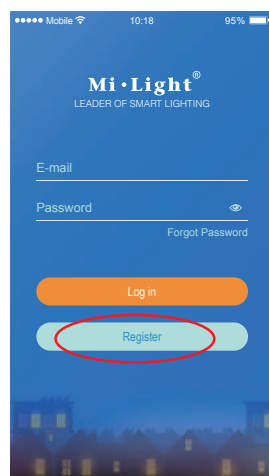 ●●●●● Mobile 10:18 95%
Mi·Light®
LEADER OF SMART LIGHTING
E-mail
Password
Forgot Password
Log in
Register